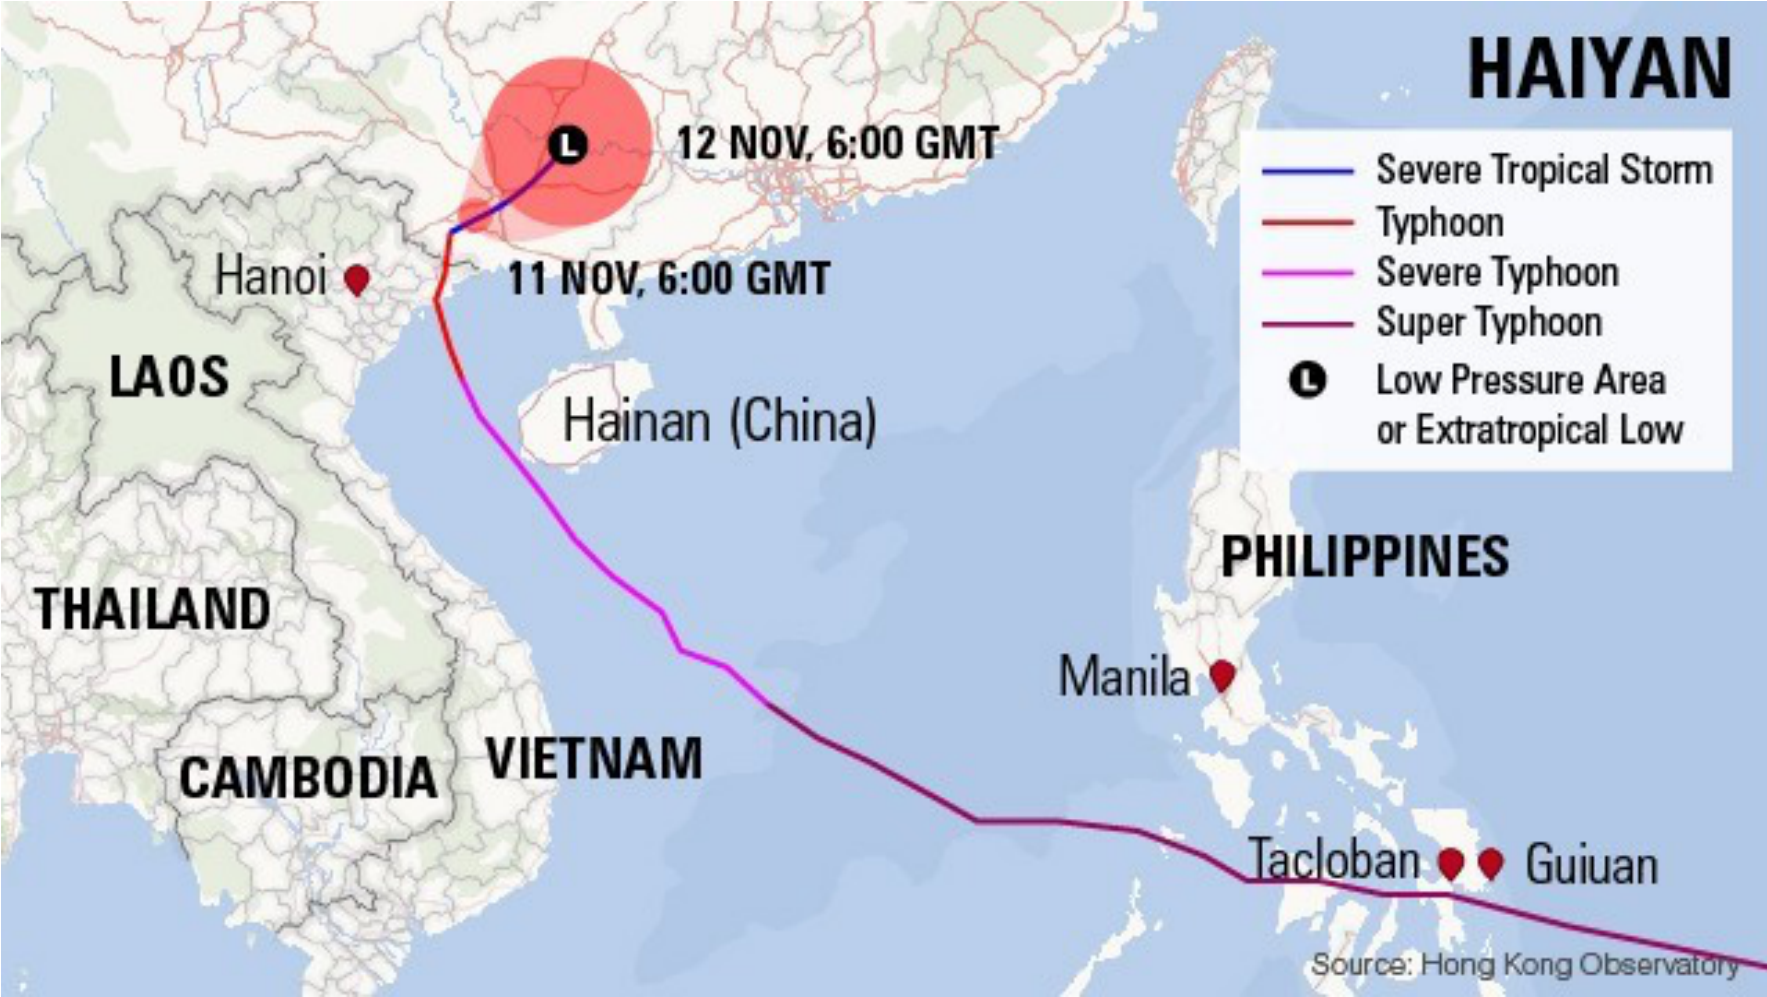 HAIYAN
L
12 NOV, 6:00 GMT
Severe Tropical Storm
Typhoon
Severe Typhoon
Super Typhoon
L
Low Pressure Area
or Extratropical Low
Hanoi
11 NOV, 6:00 GMT
LAOS
Hainan (China)
PHILIPPINES
THAILAND
Manila
CAMBODIA
VIETNAM
Tacloban
Guiuan
Source: Hong Kong Observatory